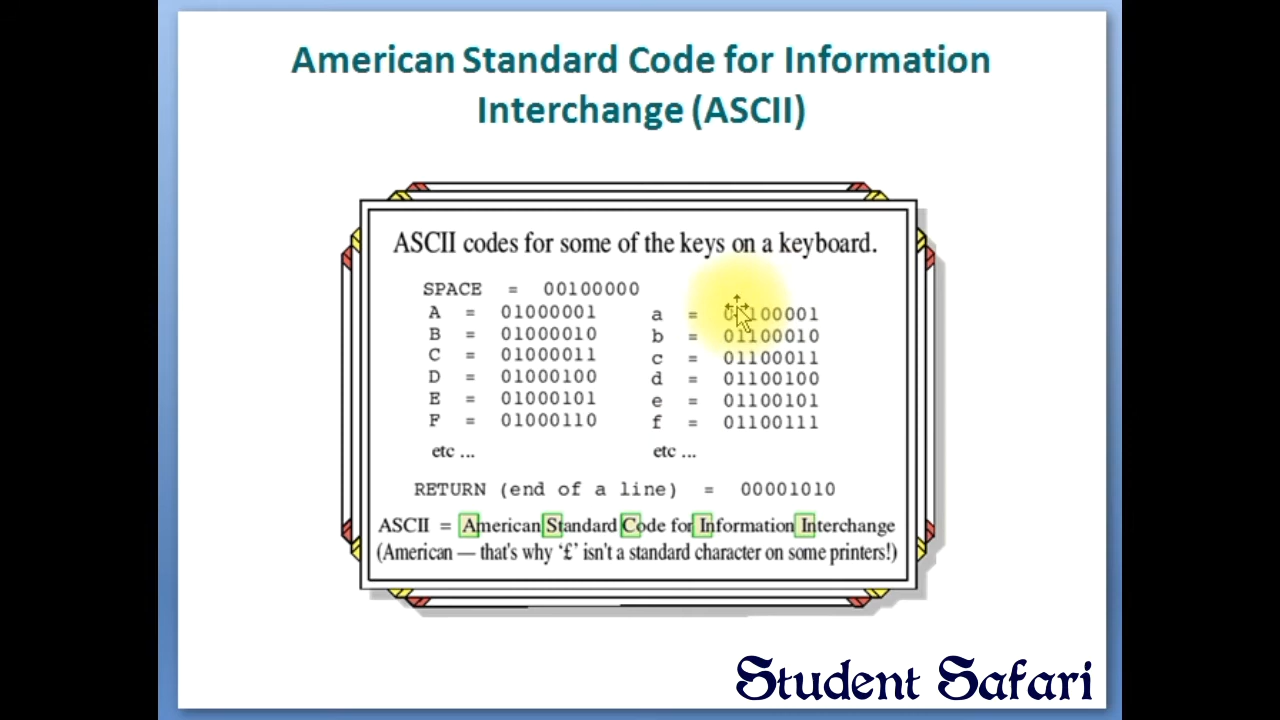 American Standard Code for Information
Interchange (ASCII)
ASCII codes for some of the keys on a keyboard.
SPACE = 00100000
A = 01000001 a = 01100001
B = 01000010 b = 01100010
C = 01000011 c = 01100011
D = 01000100 d = 01100100
E = 01000101 e = 01100101
F = 01000110 f = 01100111
etc ... etc ...
RETURN (end of a line) = 00001010
ASCII = American Standard Code for Information Interchange
(American — that's why ‘£’ isn't a standard character on some printers!)
Student Safari